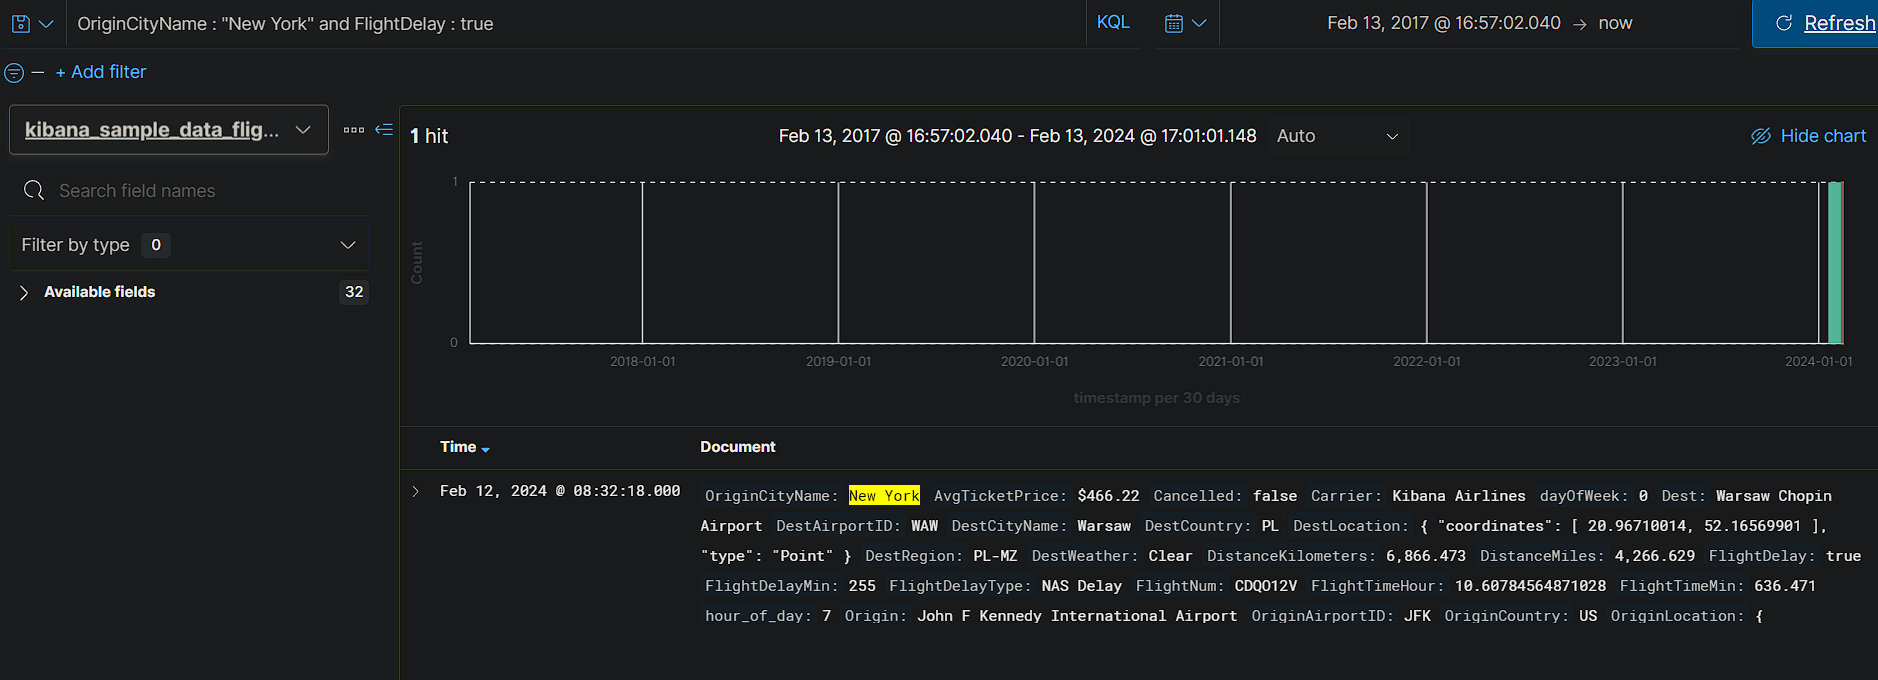 OriginCityName : "New York" and FlightDelay : true
KQL
Feb 13, 2017 @ 16:57:02.040 → now
Refresh
+ Add filter
kibana_sample_data_flig...
1 hit
Feb 13, 2017 @ 16:57:02.040 - Feb 13, 2024 @ 17:01:01.148
Auto
Hide chart
Search field names
Filter by type 0
Available fields 32
1
0
Count
2018-01-01 2019-01-01 2020-01-01 2021-01-01 2022-01-01 2023-01-01 2024-01-01
timestamp per 30 days
Time Document
Feb 12, 2024 @ 08:32:18.000
OriginCityName: New York AvgTicketPrice: $466.22 Cancelled: false Carrier: Kibana Airlines dayOfWeek: 0 Dest: Warsaw Chopin
Airport DestAirportID: WAW DestCityName: Warsaw DestCountry: PL DestLocation: { "coordinates": [ 20.96710014, 52.16569901 ],
"type": "Point" } DestRegion: PL-MZ DestWeather: Clear DistanceKilometers: 6,866.473 DistanceMiles: 4,266.629 FlightDelay: true
FlightDelayMin: 255 FlightDelayType: NAS Delay FlightNum: CDQO12V FlightTimeHour: 10.60784564871028 FlightTimeMin: 636.471
hour_of_day: 7 Origin: John F Kennedy International Airport OriginAirportID: JFK OriginCountry: US OriginLocation: {